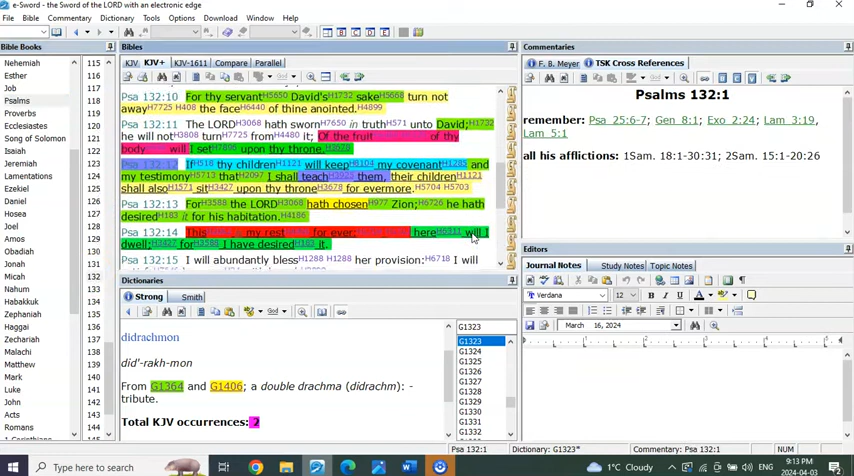 e-Sword - the Sword of the LORD with an electronic edge
File Bible Commentary Dictionary Tools Options Download Window Help
Bible Books
Nehemiah 115
Esther 116
Job 117
Psalms 118
Proverbs 119
Ecclesiastes 120
Song of Solomon 121
Isaiah 122
Jeremiah 123
Lamentations 124
Ezekiel 125
Daniel 126
Hosea 127
Joel 128
Amos 129
Obadiah 130
Jonah 131
Micah 132
Nahum 133
Habakkuk 134
Zephaniah 135
Haggai 136
Zechariah 137
Malachi 138
Matthew 139
Mark 140
Luke 141
John 142
Acts 143
Romans 144
145
Bibles
KJV KJV+ KJV-1611 Compare Parallel
Psa 132:10 For thy servant H5650 David's H1732 sake H5668 turn not
away H7725 H408 the face H6440 of thine anointed. H4899
Psa 132:11 The LORD H3068 hath sworn H7650 in truth H571 unto David; H1732
he will not H3808 turn H7725 from H4480 it; Of the fruit of thy
body will I set H7896 upon thy throne. H3678
Psa 132:12 If H518 thy children H1121 will keep H8104 my covenant H1285 and
my testimony H5713 that H2097 I shall teach H3925 them, their children H1121
shall also H1571 sit H3427 upon thy throne H3678 for evermore. H5704 H5703
Psa 132:13 For H3588 the LORD H3068 hath chosen H977 Zion; H6726 he hath
desired H183 it for his habitation. H4186
Psa 132:14 This is my rest for ever: here H6311 will I
dwell; H3427 for H3588 I have desired H183 it.
Psa 132:15 I will abundantly bless H1288 H1288 her provision: H6718 I will
Dictionaries
Strong Smith
didrachmon
did'-rakh-mon
From G1364 and G1406; a double drachma (didrachm): -
tribute.
Total KJV occurrences: 2
G1323
G1323
G1324
G1325
G1326
G1327
G1328
G1329
G1330
G1331
G1332
Commentaries
F. B. Meyer TSK Cross References
Psalms 132:1
remember: Psa 25:6-7; Gen 8:1; Exo 2:24; Lam 3:19,
Lam 5:1
all his afflictions: 1Sam. 18:1-30:31; 2Sam. 15:1-20:26
Editors
Journal Notes Study Notes Topic Notes
Verdana 12 B I U A
March 16, 2024
Psa 132:1 Dictionary: G1323* Commentary: Psa 132:1 NUM
Type here to search
1°C Cloudy
9:13 PM
2024-04-03